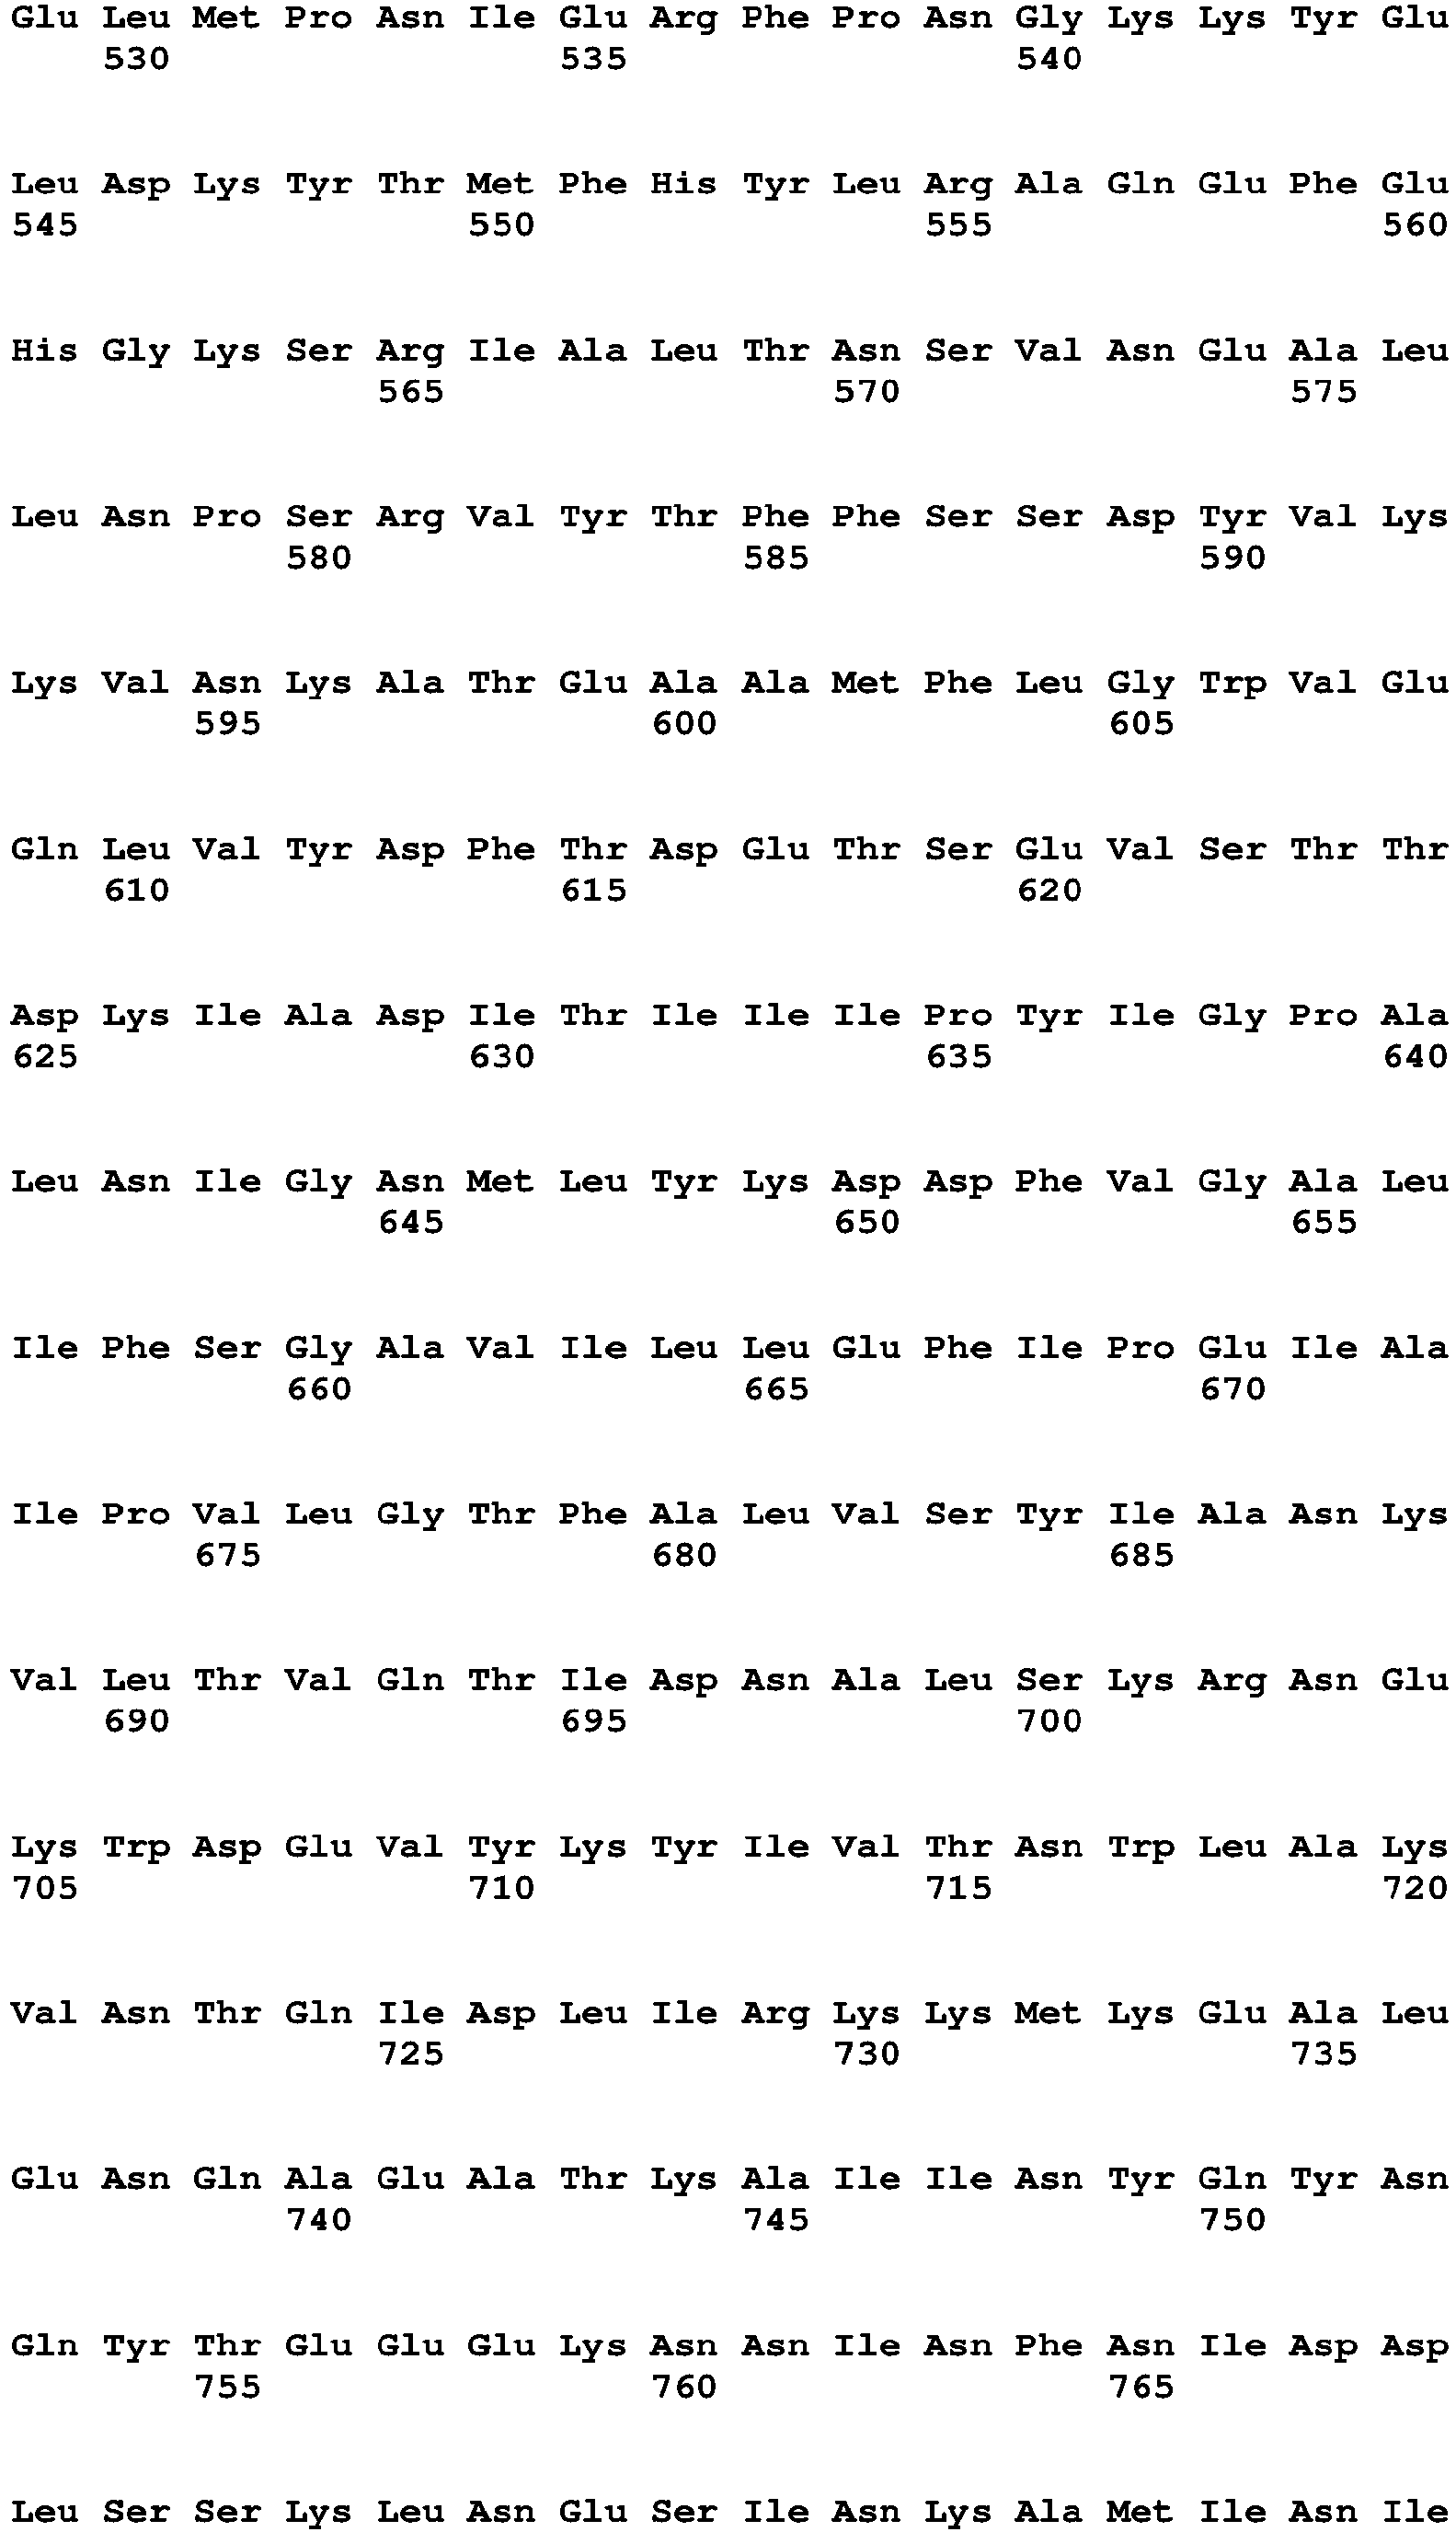 Glu Leu Met Pro Asn Ile Glu Arg Phe Pro Asn Gly Lys Lys Tyr Glu
530 535 540
Leu Asp Lys Tyr Thr Met Phe His Tyr Leu Arg Ala Gln Glu Phe Glu
545 550 555 560
His Gly Lys Ser Arg Ile Ala Leu Thr Asn Ser Val Asn Glu Ala Leu
565 570 575
Leu Asn Pro Ser Arg Val Tyr Thr Phe Phe Ser Ser Asp Tyr Val Lys
580 585 590
Lys Val Asn Lys Ala Thr Glu Ala Ala Met Phe Leu Gly Trp Val Glu
595 600 605
Gln Leu Val Tyr Asp Phe Thr Asp Glu Thr Ser Glu Val Ser Thr Thr
610 615 620
Asp Lys Ile Ala Asp Ile Thr Ile Ile Ile Pro Tyr Ile Gly Pro Ala
625 630 635 640
Leu Asn Ile Gly Asn Met Leu Tyr Lys Asp Asp Phe Val Gly Ala Leu
645 650 655
Ile Phe Ser Gly Ala Val Ile Leu Leu Glu Phe Ile Pro Glu Ile Ala
660 665 670
Ile Pro Val Leu Gly Thr Phe Ala Leu Val Ser Tyr Ile Ala Asn Lys
675 680 685
Val Leu Thr Val Gln Thr Ile Asp Asn Ala Leu Ser Lys Arg Asn Glu
690 695 700
Lys Trp Asp Glu Val Tyr Lys Tyr Ile Val Thr Asn Trp Leu Ala Lys
705 710 715 720
Val Asn Thr Gln Ile Asp Leu Ile Arg Lys Lys Met Lys Glu Ala Leu
725 730 735
Glu Asn Gln Ala Glu Ala Thr Lys Ala Ile Ile Asn Tyr Gln Tyr Asn
740 745 750
Gln Tyr Thr Glu Glu Glu Lys Asn Asn Ile Asn Phe Asn Ile Asp Asp
755 760 765
Leu Ser Ser Lys Leu Asn Glu Ser Ile Asn Lys Ala Met Ile Asn Ile